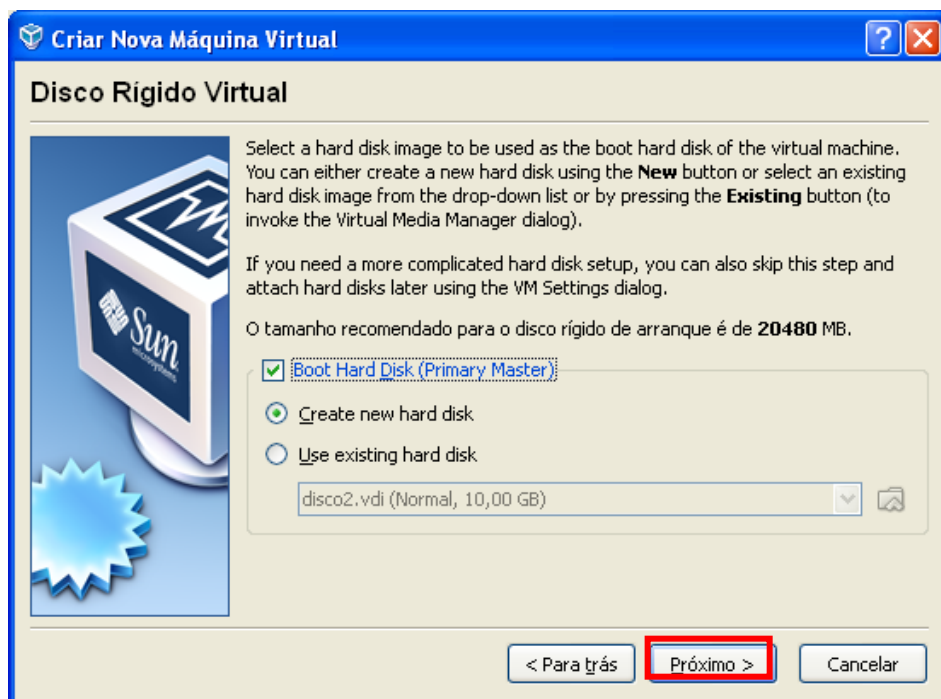 Criar Nova Máquina Virtual
Disco Rígido Virtual
Select a hard disk image to be used as the boot hard disk of the virtual machine.
You can either create a new hard disk using the New button or select an existing
hard disk image from the drop-down list or by pressing the Existing button (to
invoke the Virtual Media Manager dialog).
If you need a more complicated hard disk setup, you can also skip this step and
attach hard disks later using the VM Settings dialog.
O tamanho recomendado para o disco rígido de arranque é de 20480 MB.
Sun
microsystems
Boot Hard Disk (Primary Master)
Create new hard disk
Use existing hard disk
disco2.vdi (Normal, 10,00 GB)
< Para trás
Próximo >
Cancelar